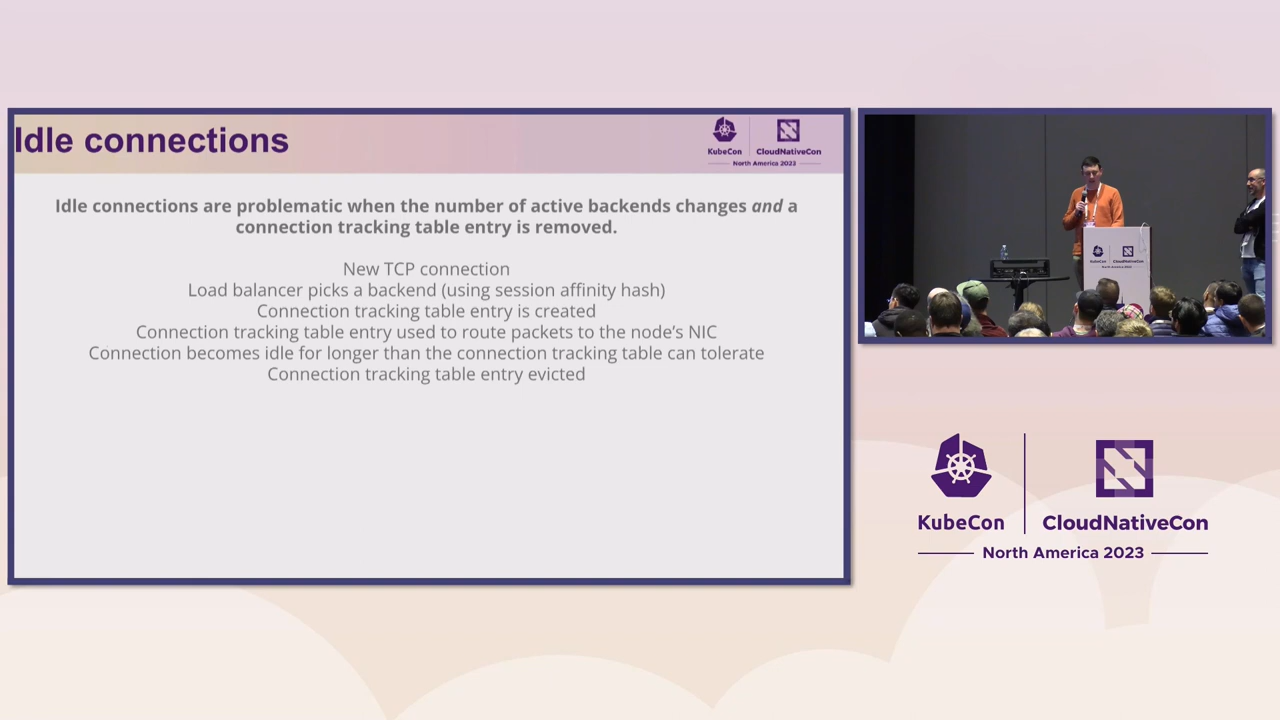 Idle connections
KubeCon
CloudNativeCon
North America 2023
Idle connections are problematic when the number of active backends changes and a
connection tracking table entry is removed.
New TCP connection
Load balancer picks a backend (using session affinity hash)
Connection tracking table entry is created
Connection tracking table entry used to route packets to the node’s NIC
Connection becomes idle for longer than the connection tracking table can tolerate
Connection tracking table entry evicted
KubeCon
CloudNativeCon
North America 2023